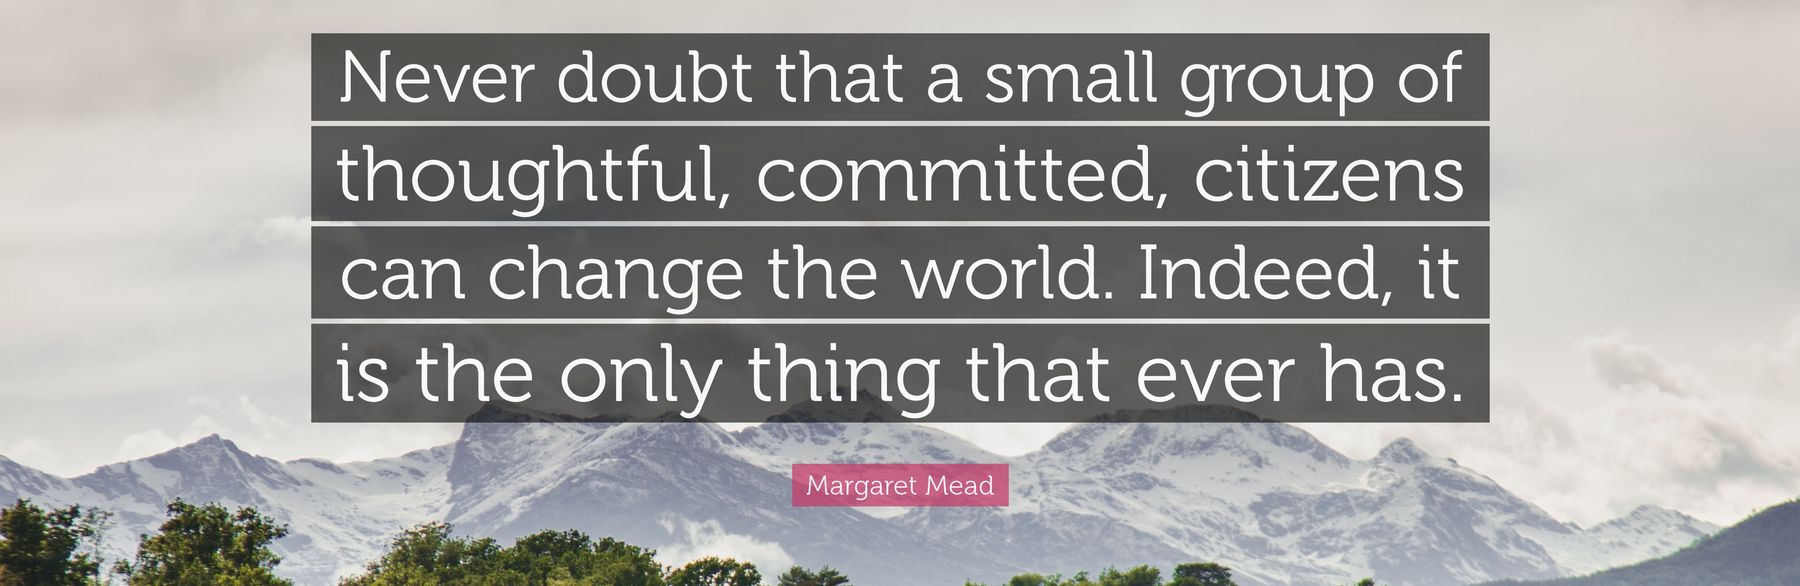 Never doubt that a small group of
thoughtful, committed, citizens
can change the world. Indeed, it
is the only thing that ever has.
Margaret Mead